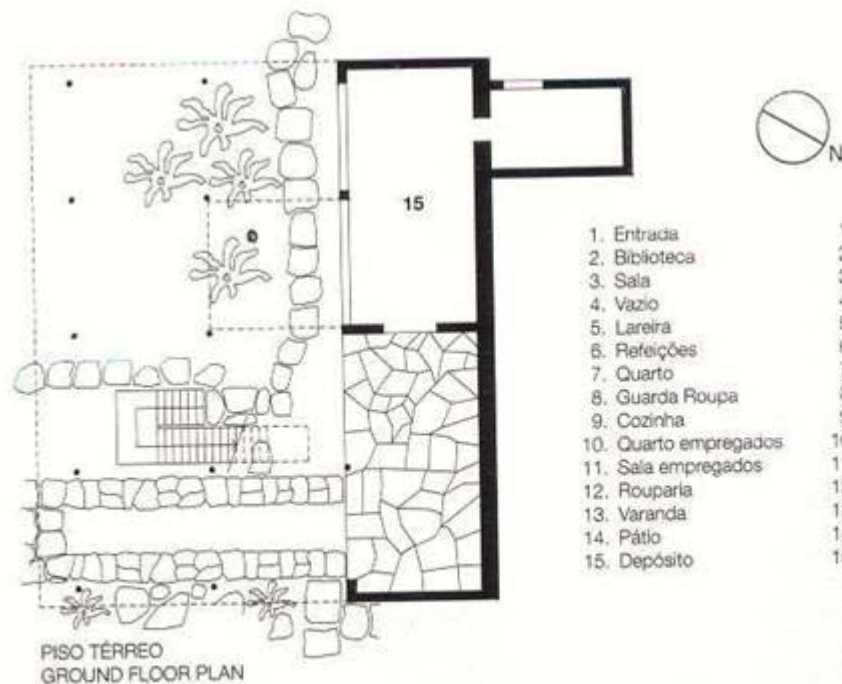 N
15
1. Entrada
2. Biblioteca
3. Sala
4. Vazio
5. Lareira
6. Refeições
7. Quarto
8. Guarda Roupa
9. Cozinha
10. Quarto empregados
11. Sala empregados
12. Rouparia
13. Varanda
14. Pátio
15. Depósito
PISO TÉRREO
GROUND FLOOR PLAN